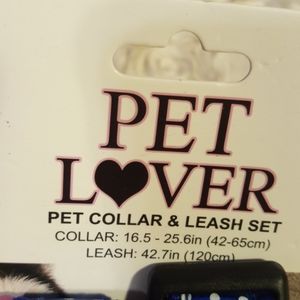 PET
L♥VER
PET COLLAR & LEASH SET
COLLAR: 16.5 - 25.6in (42-65cm)
LEASH: 42.7in (120cm)